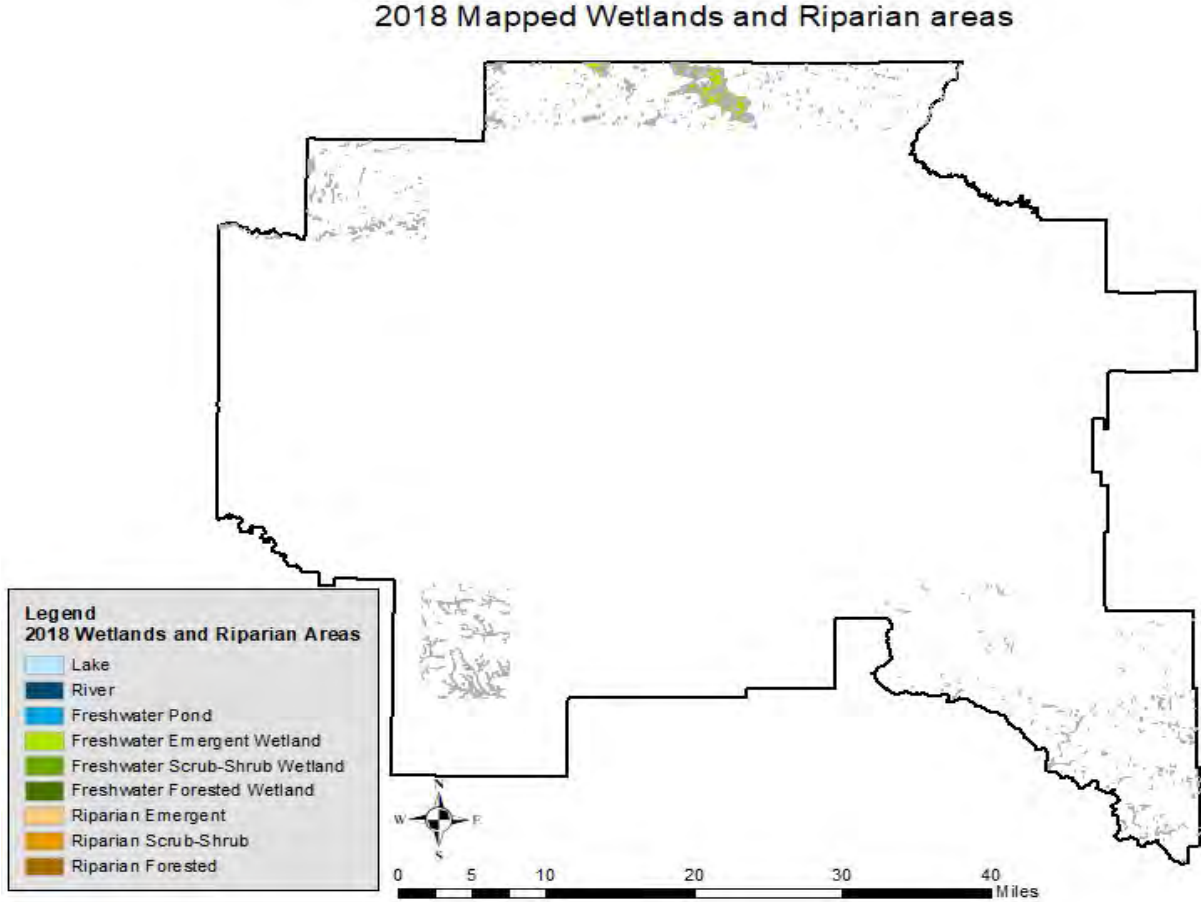 2018 Mapped Wetlands and Riparian areas
Legend
2018 Wetlands and Riparian Areas
Lake
River
Freshwater Pond
Freshwater Emergent Wetland
Freshwater Scrub-Shrub Wetland
Freshwater Forested Wetland
Riparian Emergent
Riparian Scrub-Shrub
Riparian Forested
N
W E
S
0 5 10 20 30 40
Miles